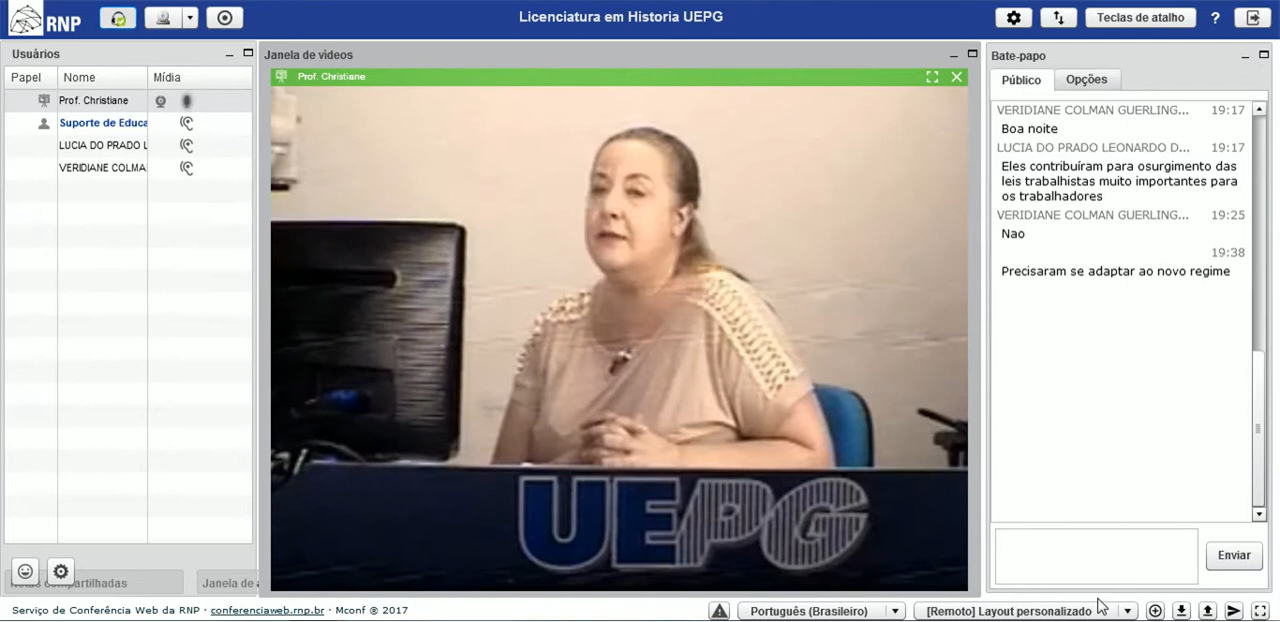 RNP
Licenciatura em Historia UEPG
Teclas de atalho
?
Usuários
Papel Nome Mídia
Prof. Christiane
Suporte de Educa
LUCIA DO PRADO L
VERIDIANE COLMA
Notas compartilhadas
Janela de a
Janela de vídeos
Prof. Christiane
UEPG
Bate-papo
Público Opções
VERIDIANE COLMAN GUERLING... 19:17
Boa noite
LUCIA DO PRADO LEONARDO D... 19:17
Eles contribuíram para osurgimento das
leis trabalhistas muito importantes para
os trabalhadores
VERIDIANE COLMAN GUERLING... 19:25
Nao
19:38
Precisaram se adaptar ao novo regime
Enviar
Serviço de Conferência Web da RNP · conferenciaweb.rnp.br · Mconf ® 2017
Português (Brasileiro)
[Remoto] Layout personalizado